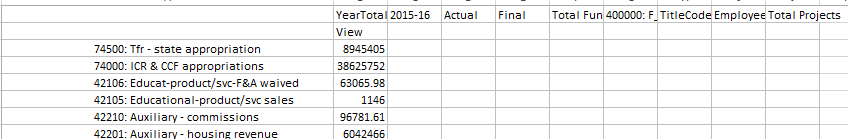 YearTotal 2015-16 Actual Final Total Fun 400000: F_ TitleCode Employee Total Projects
View
74500: Tfr - state appropriation 8945405
74000: ICR & CCF appropriations 38625752
42106: Educat-product/svc-F&A waived 63065.98
42105: Educational-product/svc sales 1146
42210: Auxiliary - commissions 96781.61
42201: Auxiliary - housing revenue 6042466